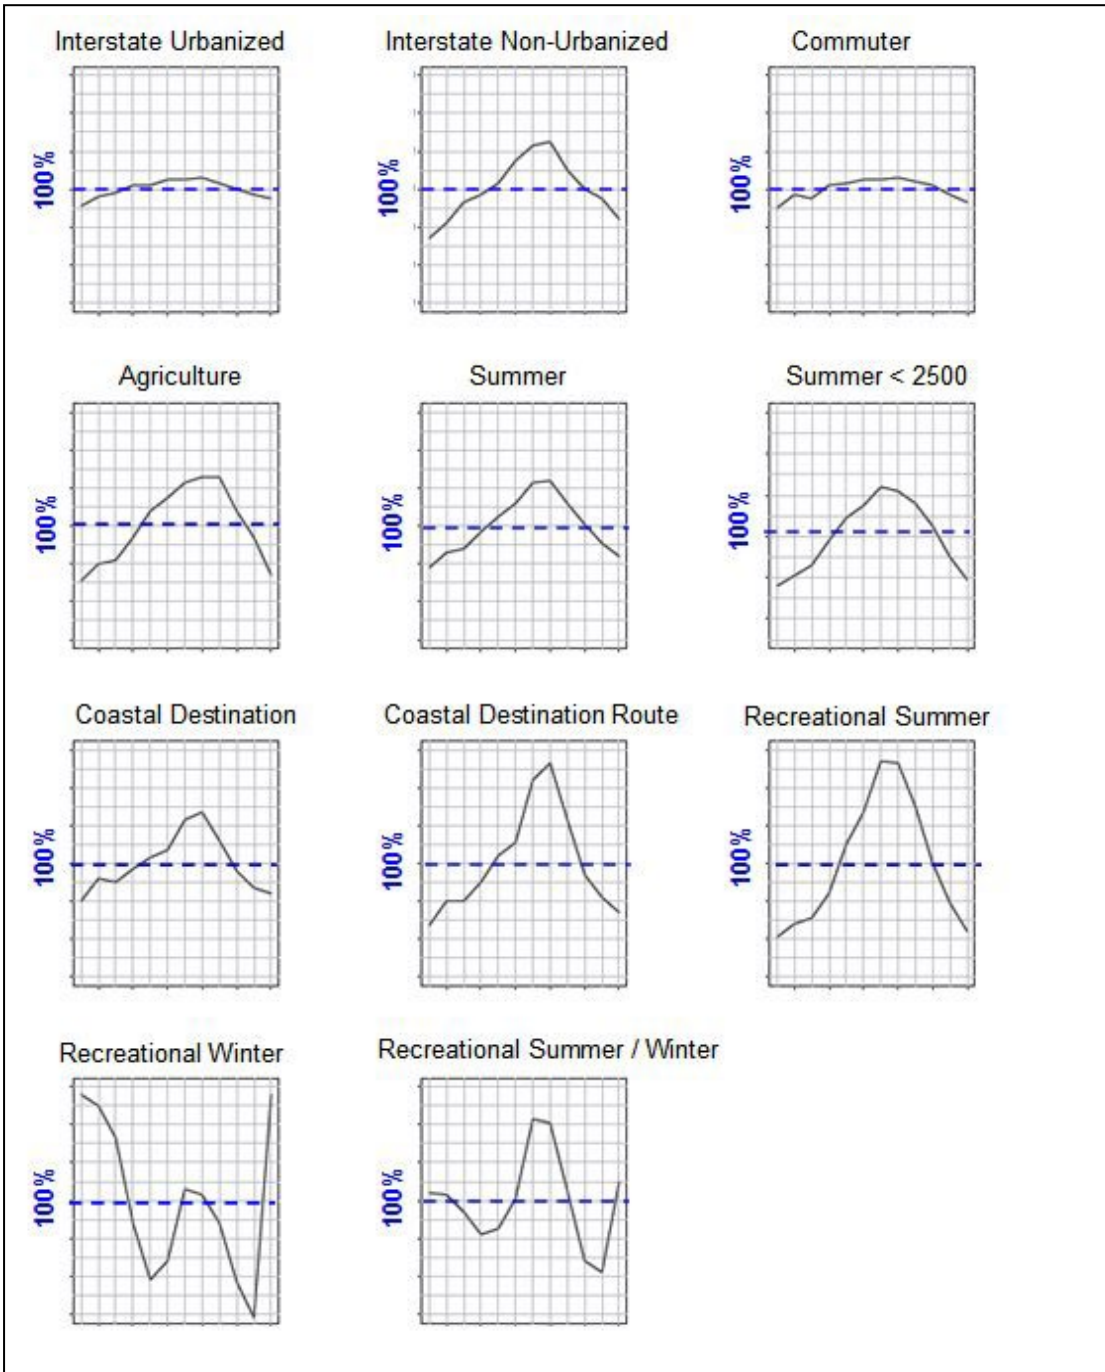 Interstate Urbanized
Interstate Non-Urbanized
Commuter
100%
100%
100%
Agriculture
Summer
Summer < 2500
100%
100%
100%
Coastal Destination
Coastal Destination Route
Recreational Summer
100%
100%
100%
Recreational Winter
Recreational Summer / Winter
100%
100%